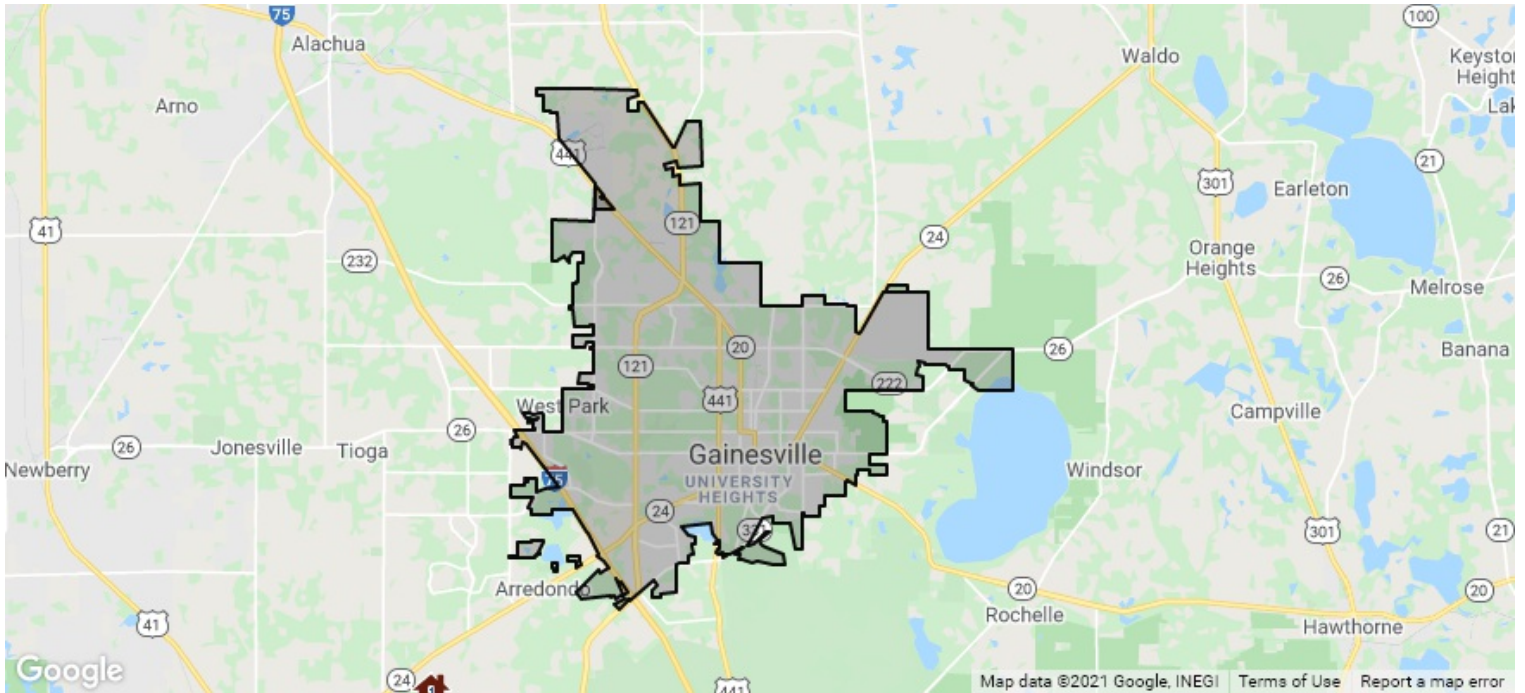 75
100
Alachua
Waldo
Keyston
Height
Lak
Arno
441
21
301
Earleton
41
121
24
Orange
Heights
232
26
Melrose
20
26
Banana
121
222
441
West Park
Campville
26
26
Jonesville
Tioga
Gainesville
Newberry
Windsor
75
UNIVERSITY
HEIGHTS
24
331
301
21
Arredondo
20
20
Rochelle
41
Hawthorne
Google
24
1
441
Map data ©2021 Google, INEGI
Terms of Use
Report a map error